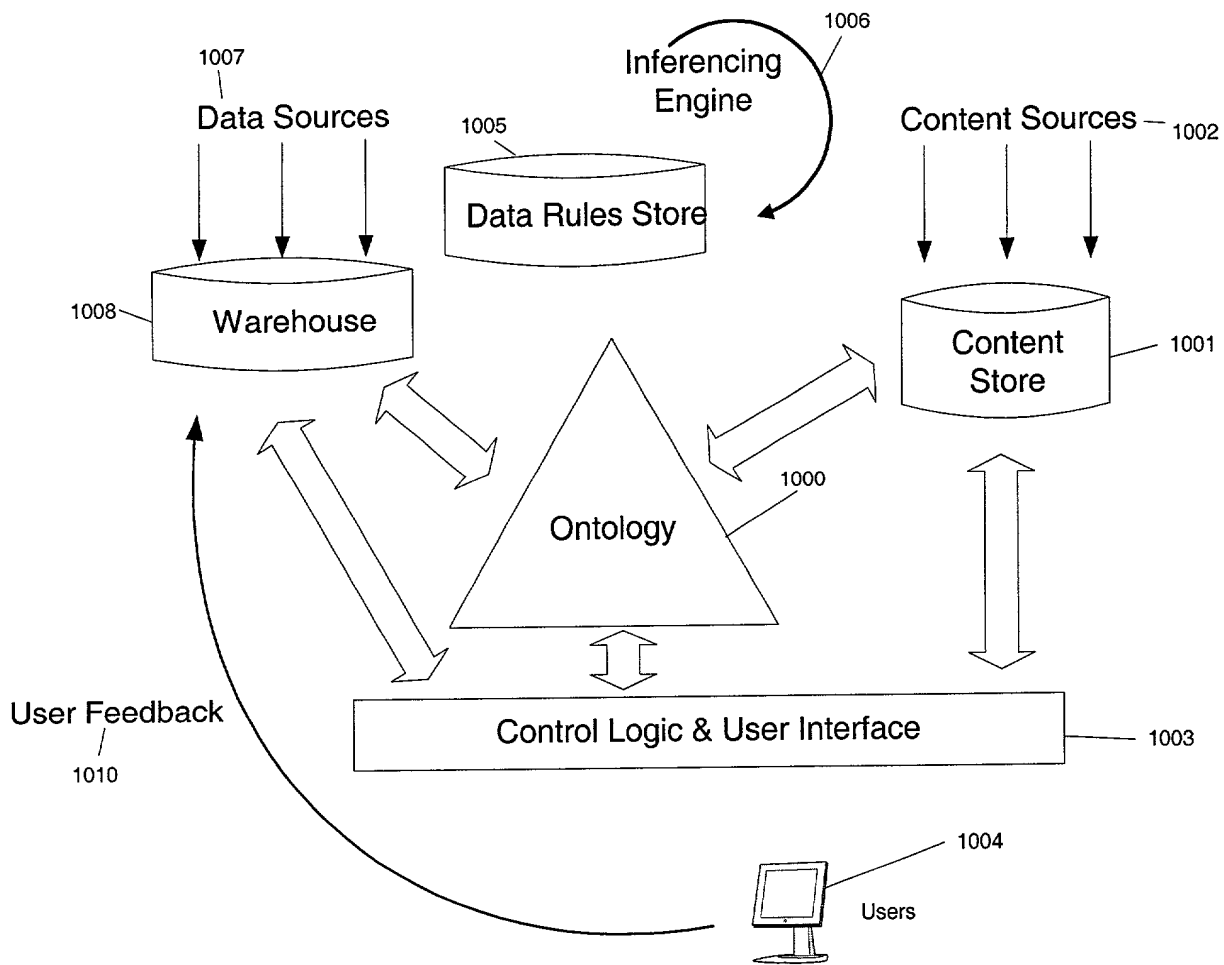 1006
1007
Inferencing
Engine
Data Sources
1005
Content Sources
1002
Data Rules Store
1008
Warehouse
Content
Store
1001
1000
Ontology
User Feedback
1010
Control Logic & User Interface
1003
1004
Users